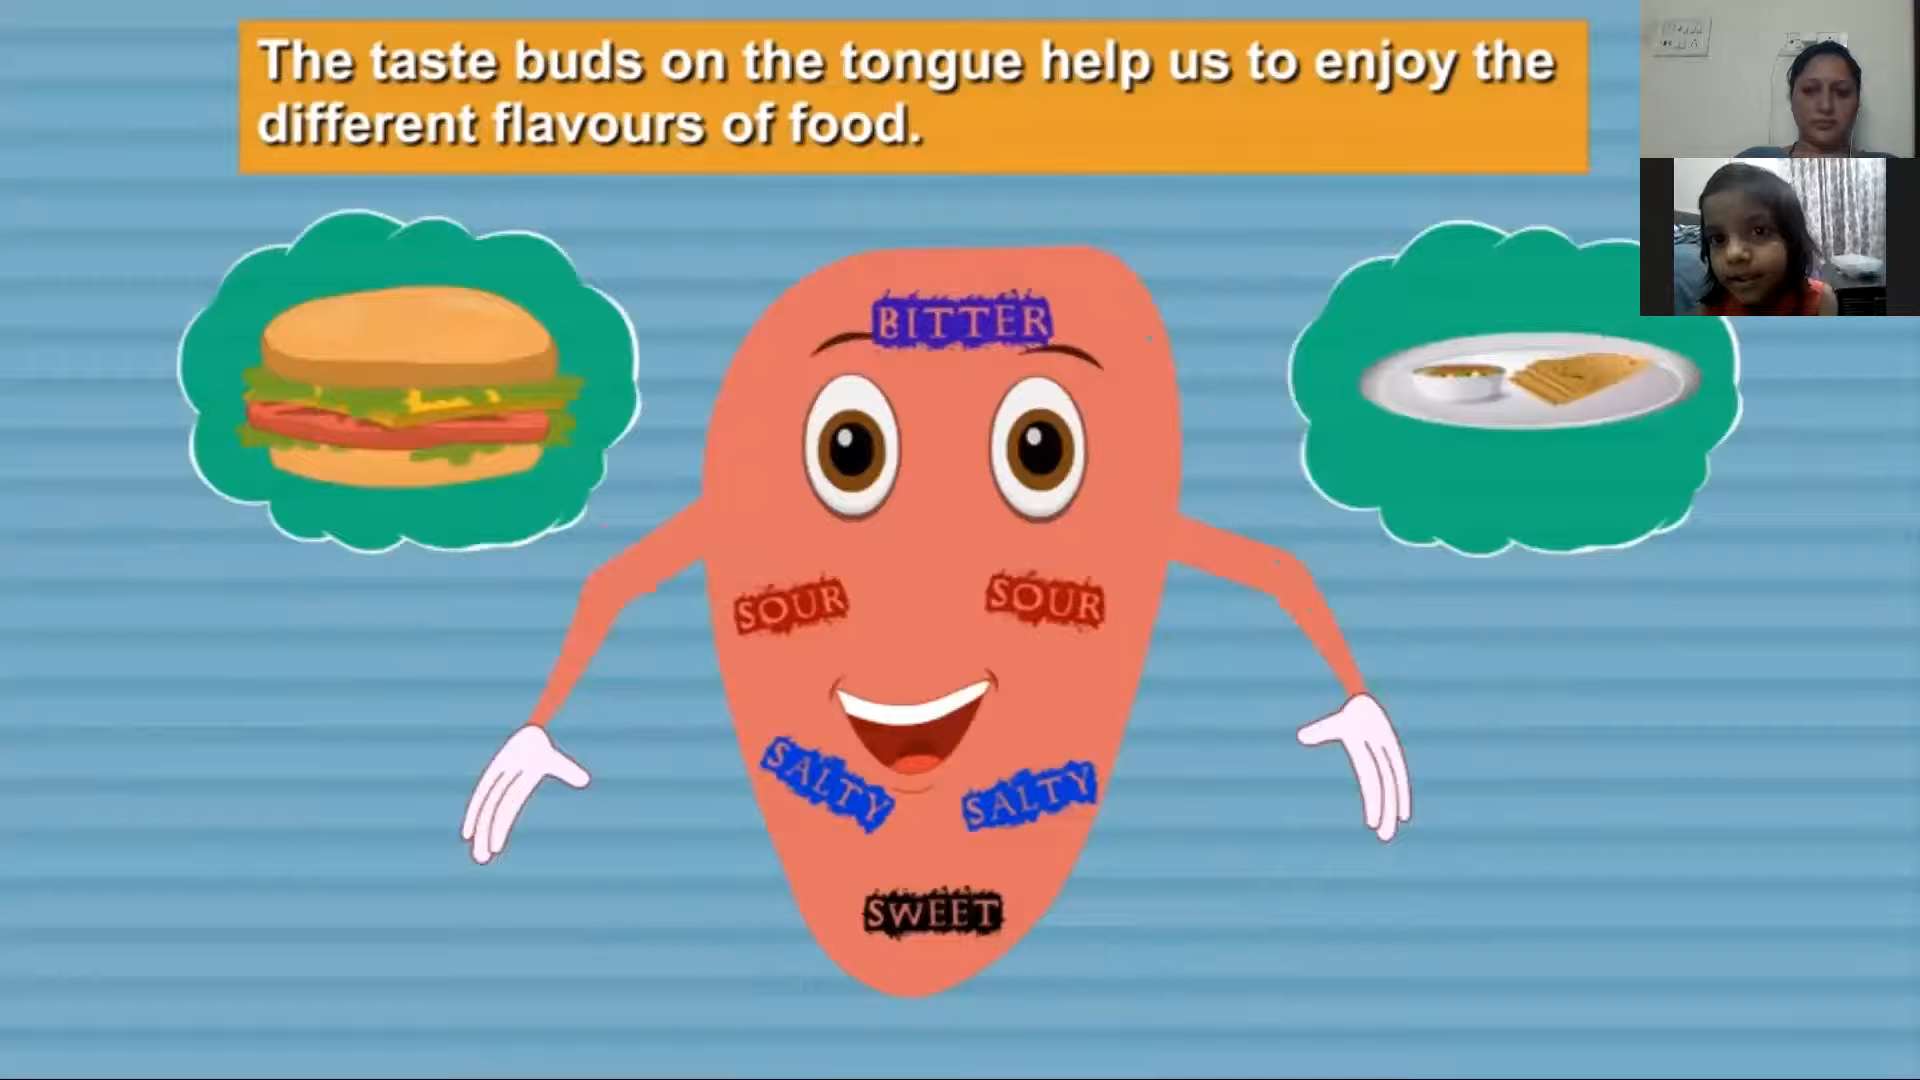 The taste buds on the tongue help us to enjoy the
different flavours of food.
BITTER
SOUR SOUR
SALTY SALTY
SWEET